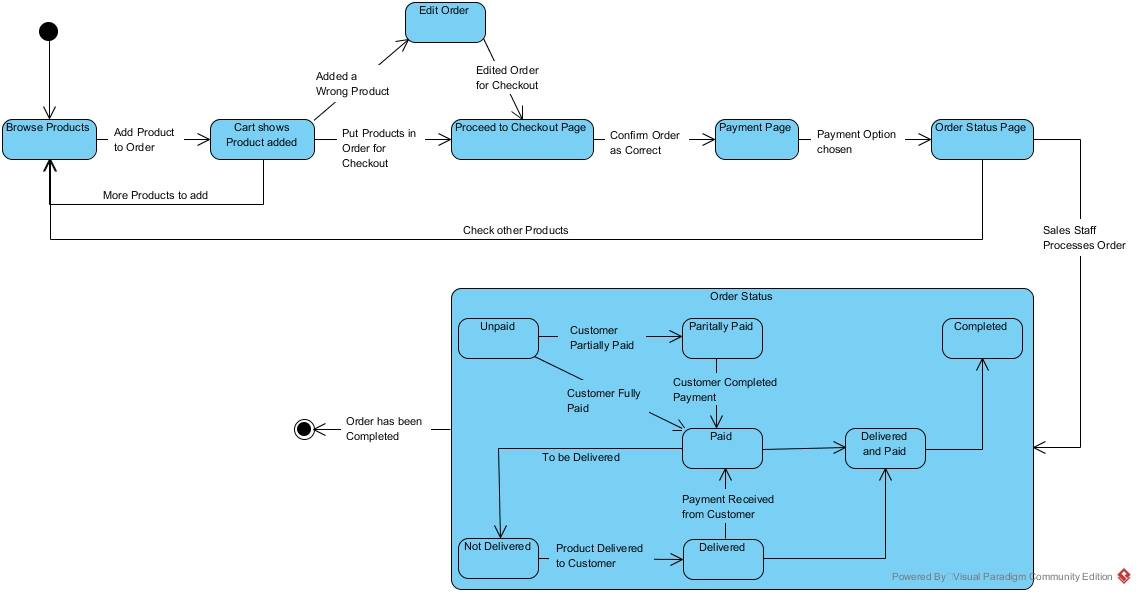 Edit Order
Added a
Wrong Product
Edited Order
for Checkout
Browse Products
Add Product
to Order
Cart shows
Product added
Put Products in
Order for
Checkout
Proceed to Checkout Page
Confirm Order
as Correct
Payment Page
Payment Option
chosen
Order Status Page
More Products to add
Check other Products
Sales Staff
Processes Order
Order Status
Unpaid
Customer
Partially Paid
Paritally Paid
Completed
Customer Fully
Paid
Customer Completed
Payment
Order has been
Completed
Paid
Delivered
and Paid
To be Delivered
Payment Received
from Customer
Not Delivered
Product Delivered
to Customer
Delivered
Powered By Visual Paradigm Community Edition